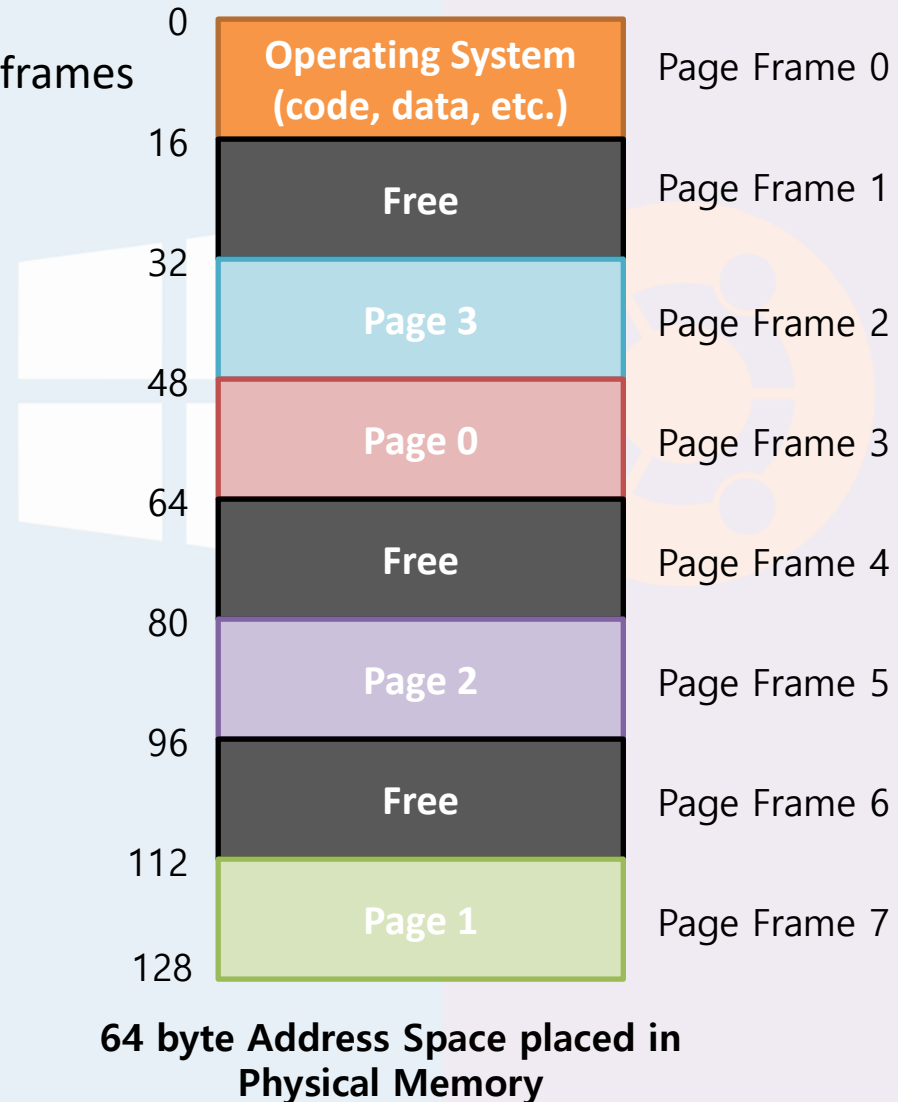 0
frames
Operating System
(code, data, etc.)
Page Frame 0
16
Free
Page Frame 1
32
Page 3
Page Frame 2
48
Page 0
Page Frame 3
64
Free
Page Frame 4
80
Page 2
Page Frame 5
96
Free
Page Frame 6
112
Page 1
Page Frame 7
128
64 byte Address Space placed in
Physical Memory